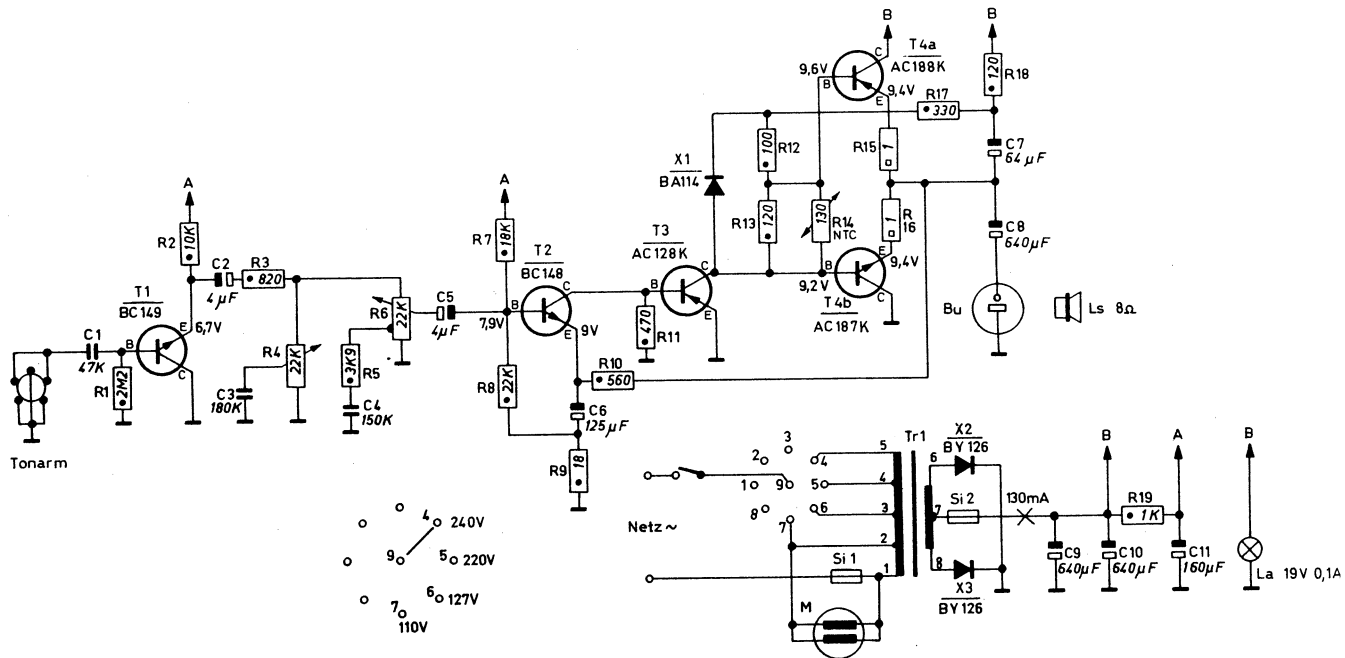 B
B
T4a
AC188K
C
9,6V
B
9,4V
E
120
R18
R17
330
X1
BA114
100
R12
R15
1
C7
64µF
A
R2
10K
C2
4µF
R3
820
A
R7
18K
T2
BC148
T3
AC128K
R13
120
130
R14
NTC
1
R
16
C8
640µF
T1
BC149
6,7V
E
B
C
R6
22K
C5
4µF
7,9V
B
C
E
9V
R11
470
B
C
E
9,2V
B
E
9,4V
C
T4b
AC187K
Bu
Ls 8Ω
C1
47K
R1
2M2
R4
22K
C3
180K
R5
3K9
C4
150K
R8
22K
R10
560
C6
125µF
R9
18
Tonarm
Netz~
1
2
3
4
5
6
7
8
9
Tr1
5
4
3
2
1
Si 1
M
6
7
8
X2
BY126
Si 2
X3
BY 126
130mA
C9
640µF
B
C10
640µF
R19
1K
A
C11
160µF
B
La 19V 0,1A
4
240V
9
5
220V
6
127V
7
110V